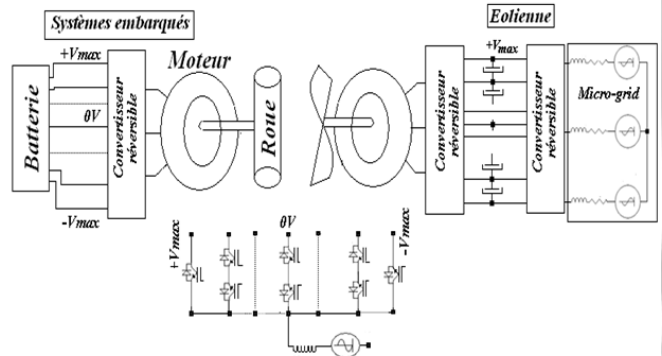 Systèmes embarqués
+Vmax
Batterie
0V
-Vmax
Convertisseur
réversible
Moteur
Roue
Eolienne
Convertisseur
réversible
+Vmax
Convertisseur
réversible
Micro-grid
+Vmax
0V
-Vmax